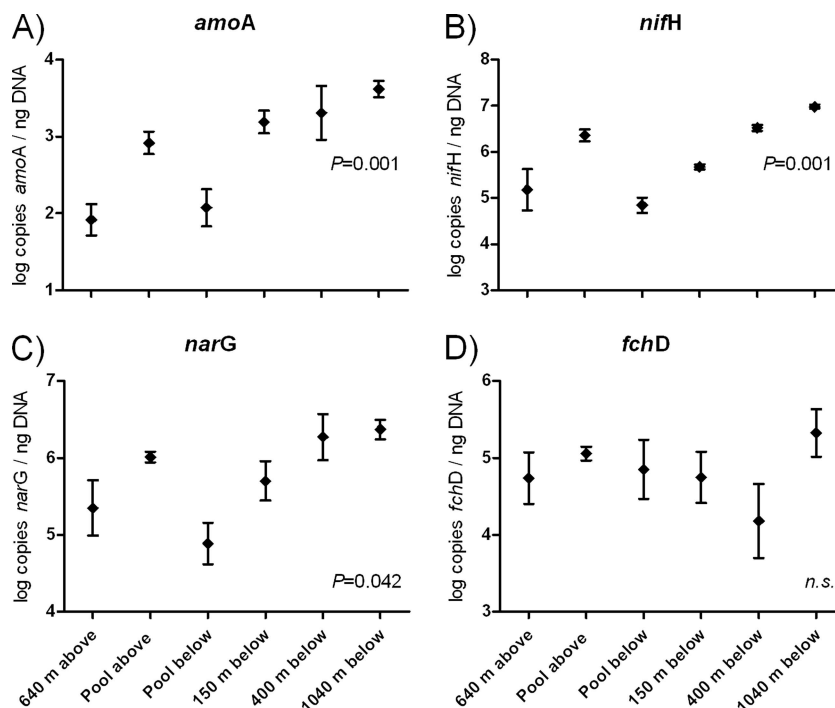 A)
amoA
log copies amoA / ng DNA
4
3
2
1
P=0.001
B)
nifH
log copies nifH / ng DNA
8
7
6
5
4
3
P=0.001
C)
narG
log copies narG / ng DNA
7
6
5
4
P=0.042
640 m above
Pool above
Pool below
150 m below
400 m below
1040 m below
D)
fchD
log copies fchD / ng DNA
6
5
4
3
n.s.
640 m above
Pool above
Pool below
150 m below
400 m below
1040 m below